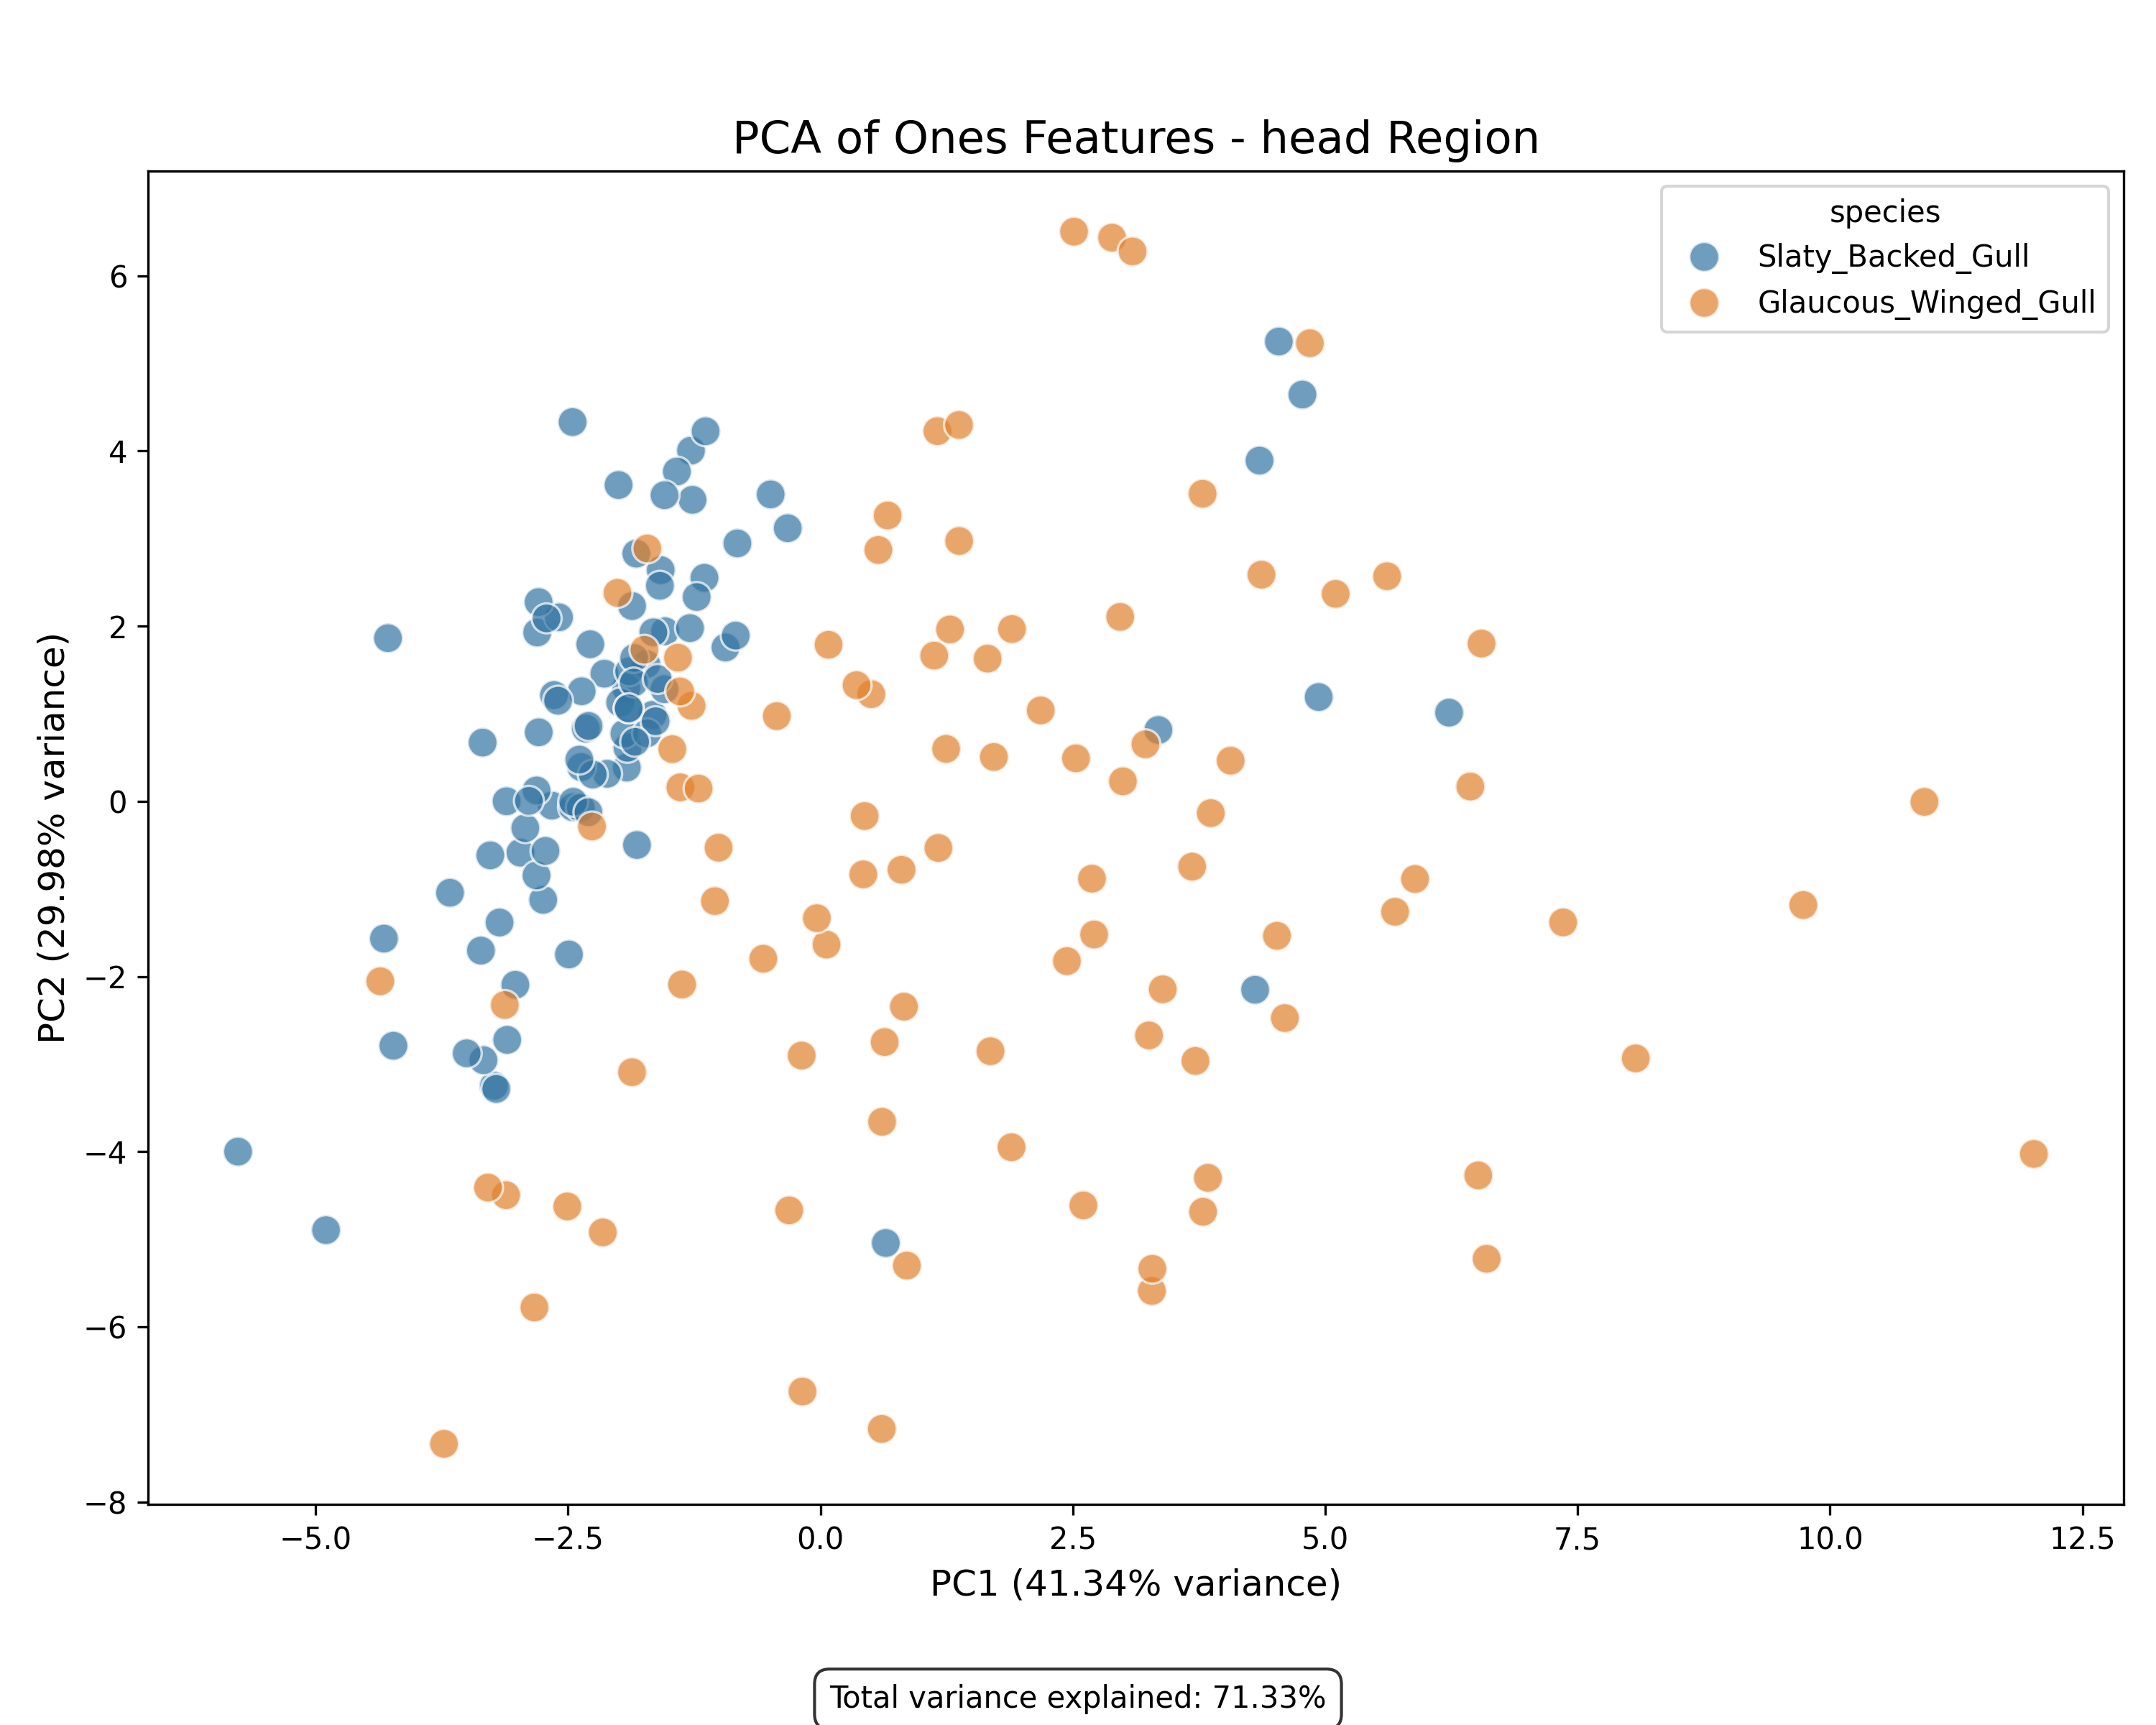 PCA of Ones Features - head Region
species
Slaty_Backed_Gull
Glaucous_Winged_Gull
PC2 (29.98% variance)
6
4
2
0
−2
−4
−6
−8
−5.0
−2.5
0.0
2.5
5.0
7.5
10.0
12.5
PC1 (41.34% variance)
Total variance explained: 71.33%